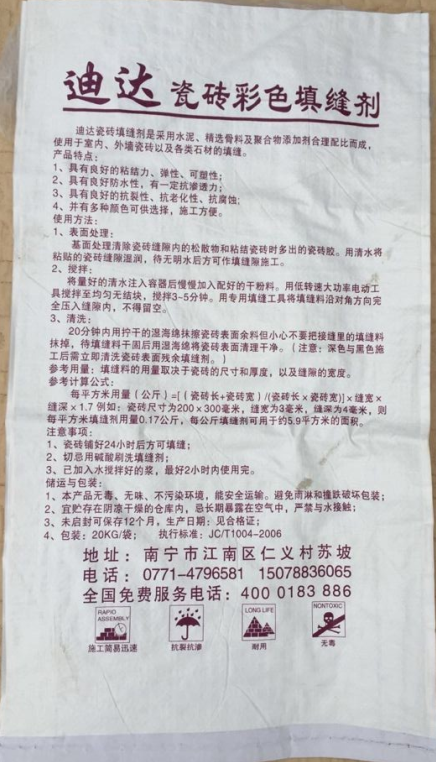 迪达 瓷砖彩色填缝剂
迪达瓷砖填缝剂是采用水泥、精选骨料及聚合物添加剂合理配比而成，
使用于室内、外墙瓷砖以及各类石材的填缝。
产品特点：
1、具有良好的粘结力、弹性、可塑性；
2、具有良好防水性，有一定抗渗透力；
3、具有良好的抗裂性、抗老化性、抗腐蚀；
4、并有多种颜色可供选择，施工方便。
使用方法：
1、表面处理：
基面处理清除瓷砖缝隙内的松散物和粘结瓷砖时多出的瓷砖胶。用清水将
粘贴的瓷砖缝隙湿润，待无明水后方可作填缝隙施工。
2、搅拌：
将量好的清水注入容器后慢慢加入配好的干粉料。用低转速大功率电动工
具搅拌至均匀无结块，搅拌3~5分钟。用专用填缝工具将填缝料沿对角方向完
全压入缝隙内，不得留空。
3、清洗：
20分钟内用拧干的湿海绵抹擦瓷砖表面余料但小心不要把接缝里的填缝料
抹掉，待填缝料干固后用湿海绵将瓷砖表面清理干净。（注意：深色与黑色施
工后需立即清洗瓷砖表面残余填缝剂。）
参考用量：填缝料的用量取决于瓷砖的尺寸和厚度，以及缝隙的宽度。
参考计算公式：
每平方米用量（公斤）=[（瓷砖长+瓷砖宽）/(瓷砖长×瓷砖宽)]×缝宽×
缝深×1.7 例如：瓷砖尺寸为200×300毫米，缝宽为3毫米，缝深为4毫米，则
每平方米填缝剂用量0.17公斤，每公斤填缝剂可用于约5.9平方米的面积。
注意事项：
1、瓷砖铺好24小时后方可填缝；
2、切忌用碱酸刷洗填缝剂；
3、已加入水搅拌好的浆，最好2小时内使用完。
储运与包装：
1、本产品无毒、无味、不污染环境，能安全运输。避免雨淋和撞跌破坏包装；
2、宜贮存在阴凉干燥的仓库内，忌长期暴露在空气中，严禁与水接触；
3、未启封可保存12个月，生产日期：见合格证；
4、包装：20KG/袋； 执行标准：JC/T1004-2006
地址：南宁市江南区仁义村苏坡
电话：0771-4796581 15078836065
全国免费服务电话：400 0183 886
RAPID ASSEMBLY LONG LIFE NONTOXIC
施工简易迅速 抗裂抗渗 耐用 无毒